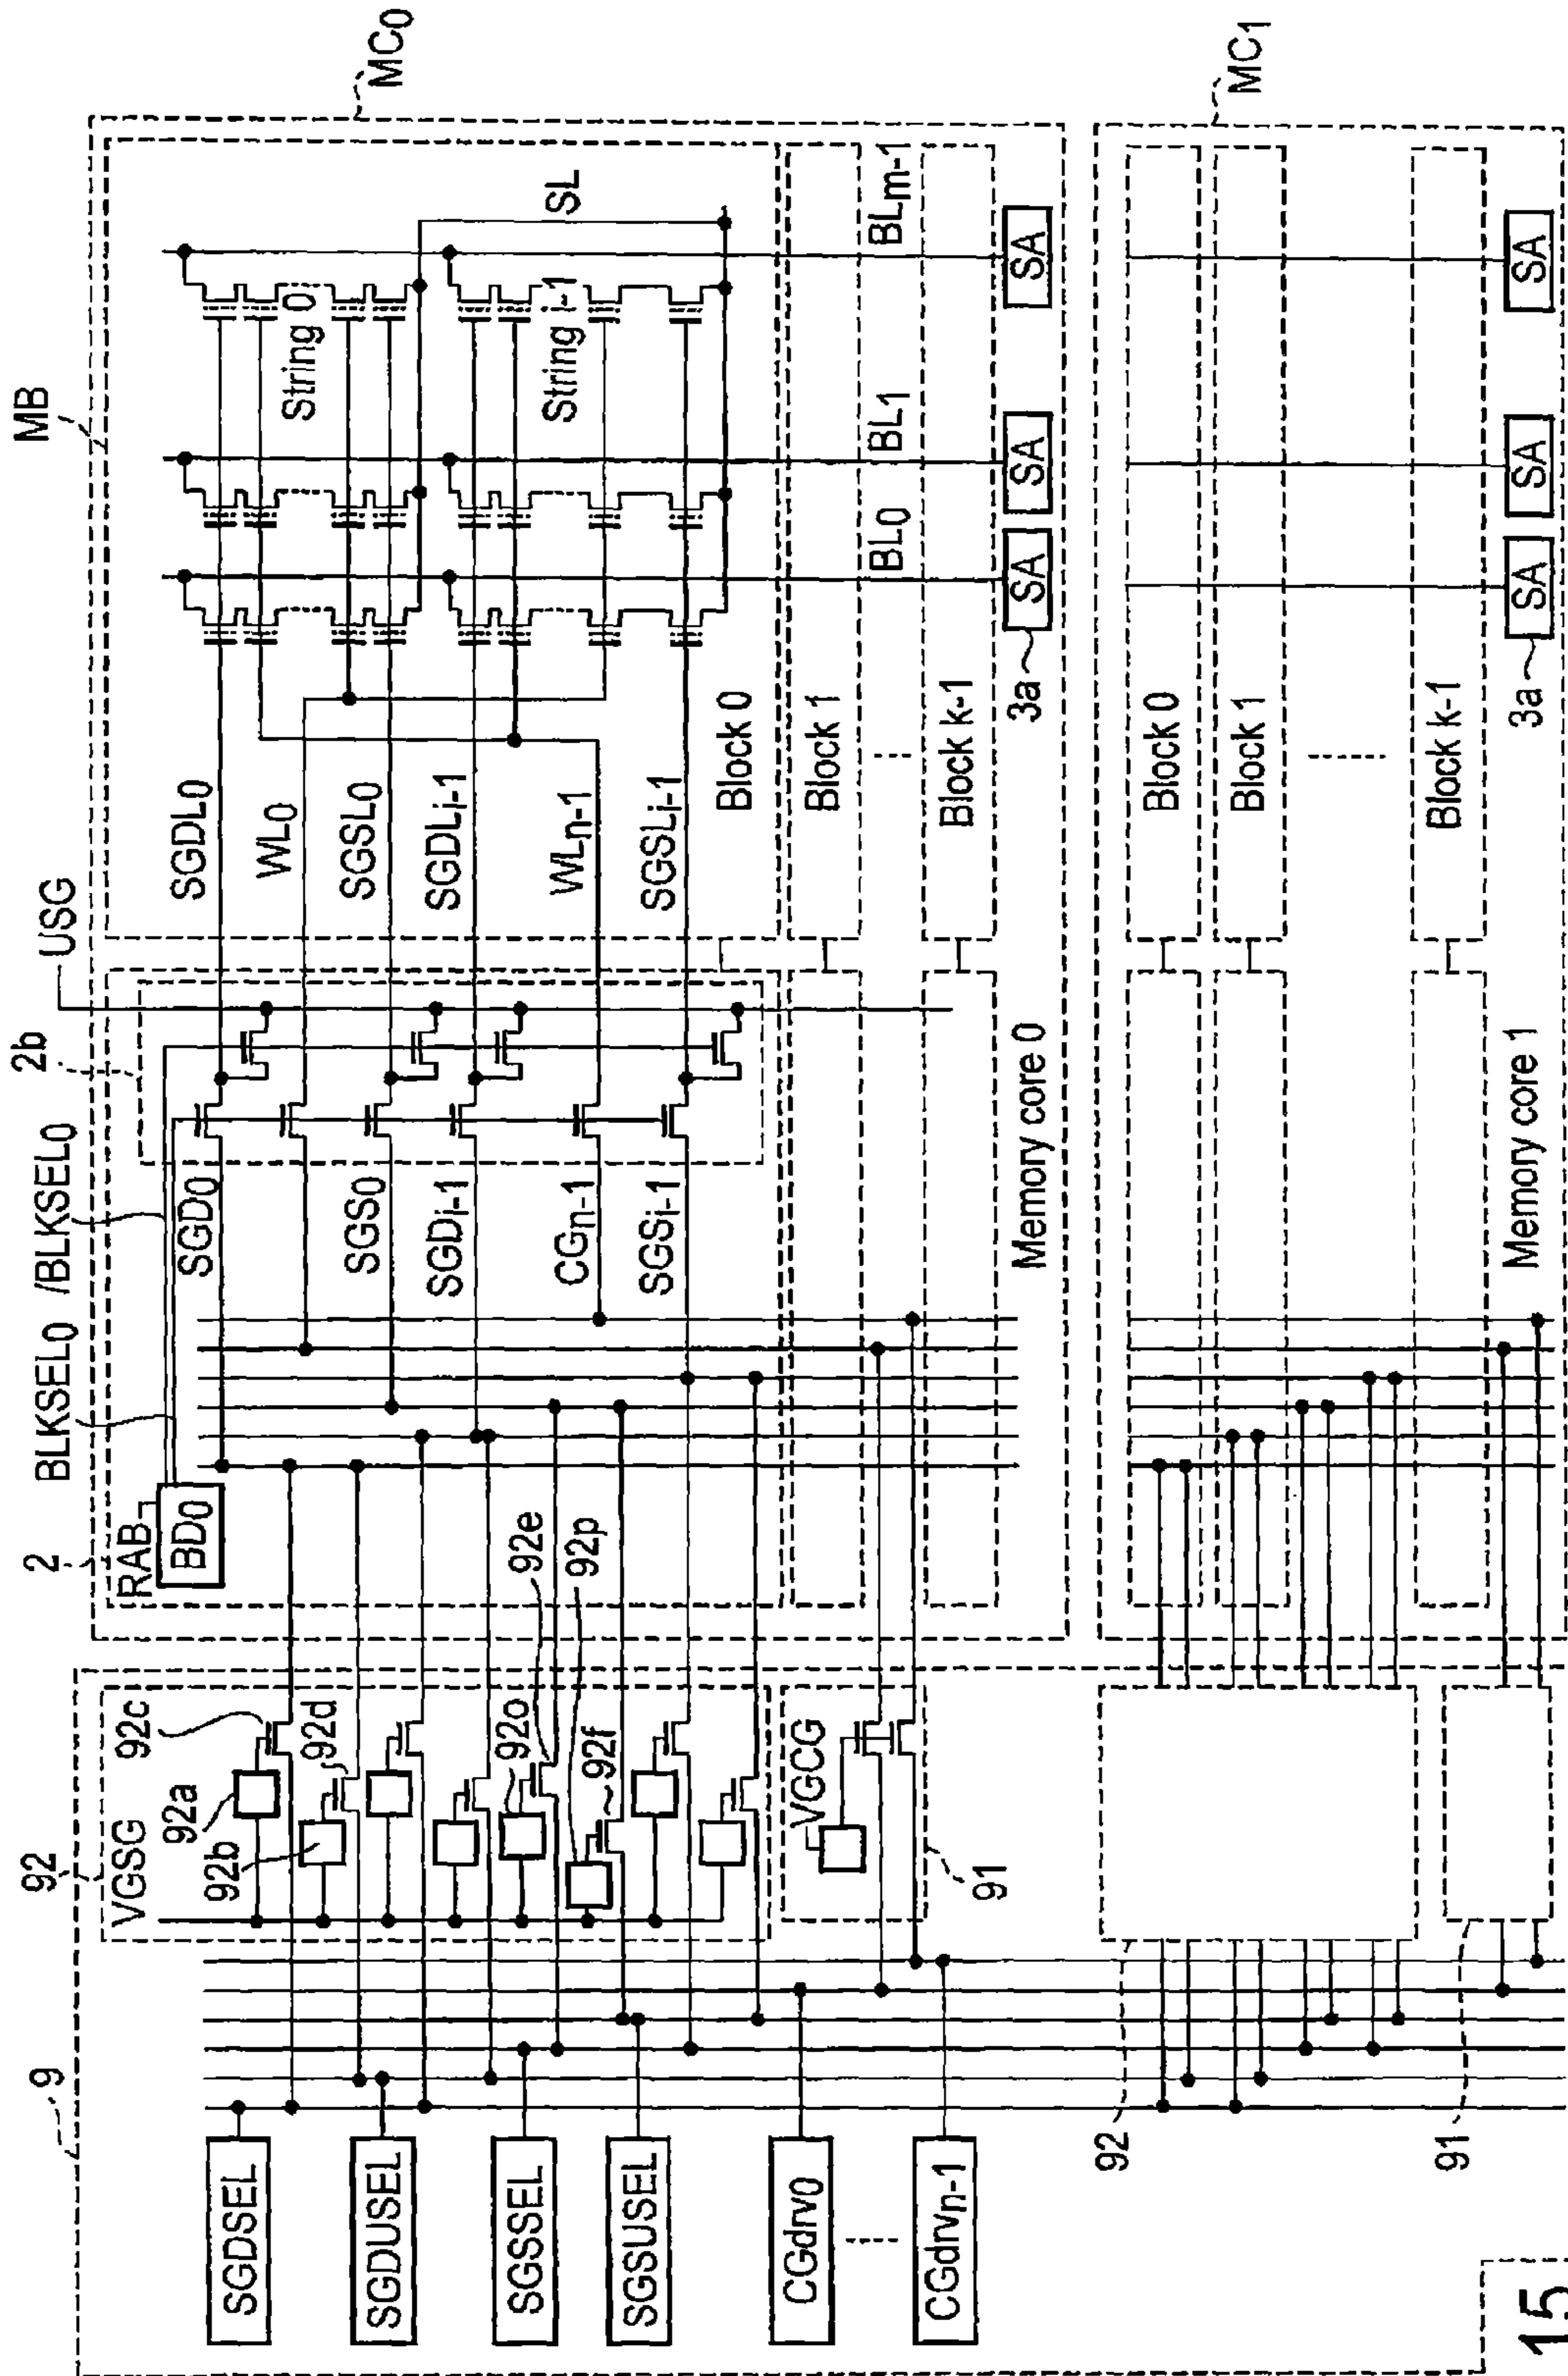 MC0
MB
String 0
SL
String i-1
BL0
BL1
BLm-1
SGDL0
WL0
SGSL0
SGDLi-1
WLn-1
SGSLi-1
Block 0
Block 1
Block k-1
3a
SA
SA
SA
USG
2b
BLKSEL0
/BLKSEL0
2
RAB
BD0
SGD0
SGS0
SGDi-1
CGn-1
SGSi-1
Memory core 0
9
92
VGSG
92a
92b
92c
92d
92o
92e
92p
92f
VGCG
91
SGDSEL
SGDUSEL
SGSSEL
SGSUSEL
CGdrv0
CGdrvn-1
MC1
Block 0
Block 1
Block k-1
3a
SA
SA
SA
Memory core 1
92
91
15